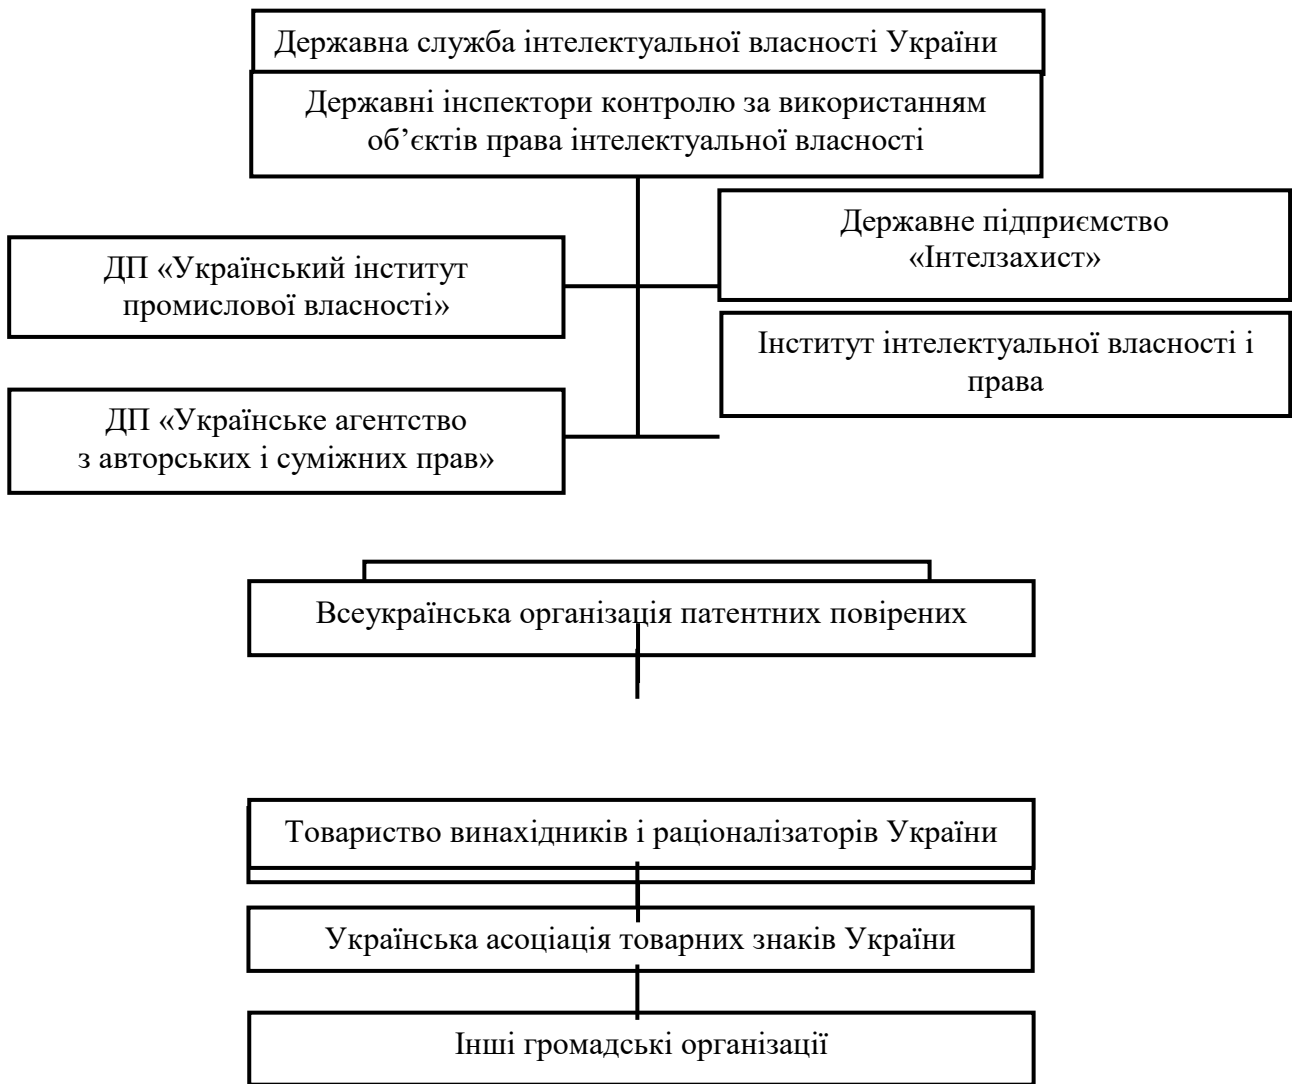 Державна служба інтелектуальної власності України
Державні інспектори контролю за використанням
об’єктів права інтелектуальної власності
ДП «Український інститут
промислової власності»
Державне підприємство
«Інтелзахист»
Інститут інтелектуальної власності і
права
ДП «Українське агентство
з авторських і суміжних прав»
Всеукраїнська організація патентних повірених
Товариство винахідників і раціоналізаторів України
Українська асоціація товарних знаків України
Інші громадські організації